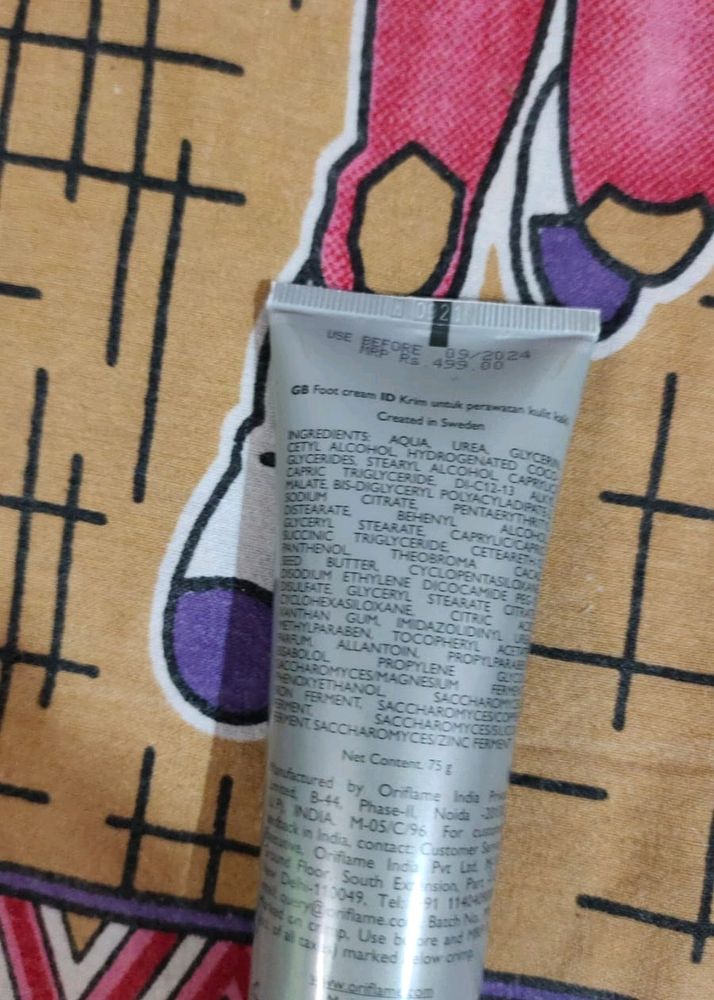 USE BEFORE 09/2024
MRP Rs. 499.00
GB Foot cream ID Krim untuk perawatan kulit kaki
Created in Sweden
INGREDIENTS: AQUA, UREA, GLYCERIN,
CETYL ALCOHOL, HYDROGENATED COCO-
GLYCERIDES, STEARYL ALCOHOL, CAPRYLIC/
CAPRIC TRIGLYCERIDE, DI-C12-13 ALKYL
MALATE, BIS-DIGLYCERYL POLYACYLADIPATE
SODIUM CITRATE, PENTAERYTHRITYL
DISTEARATE, BEHENYL ALCOHOL,
GLYCERYL STEARATE CAPRYLIC/CAPRIC/
SUCCINIC TRIGLYCERIDE, CETEARETH
PANTHENOL, THEOBROMA CACAO
SEED BUTTER, CYCLOPENTASILOXANE
DISODIUM ETHYLENE DICOCAMIDE PEG
DISULFATE, GLYCERYL STEARATE CITRATE
CYCLOHEXASILOXANE, CITRIC ACID
XANTHAN GUM, IMIDAZOLIDINYL UREA
METHYLPARABEN, TOCOPHERYL ACETATE
PARFUM, ALLANTOIN, PROPYLPARABEN
BISABOLOL, PROPYLENE GLYCOL
SACCHAROMYCES/MAGNESIUM FERMENT
PHENOXYETHANOL, SACCHAROMYCES
IRON FERMENT, SACCHAROMYCES/COPPER
FERMENT, SACCHAROMYCES/SILICON
FERMENT, SACCHAROMYCES/ZINC FERMENT
Net Content. 75 g
Manufactured by Oriflame India Private
Limited, B-44, Phase-II, Noida
U.P), INDIA. M-05/C/96 For customer
feedback in India, contact: Customer Service
Oriflame India Pvt Ltd,
Ground Floor, South Extension, Part
New Delhi-110049. Tel: +91
query@oriflame.com Batch No.
marked on crimp. Use before and MRP
of all taxes) marked below crimp.
www.oriflame.com